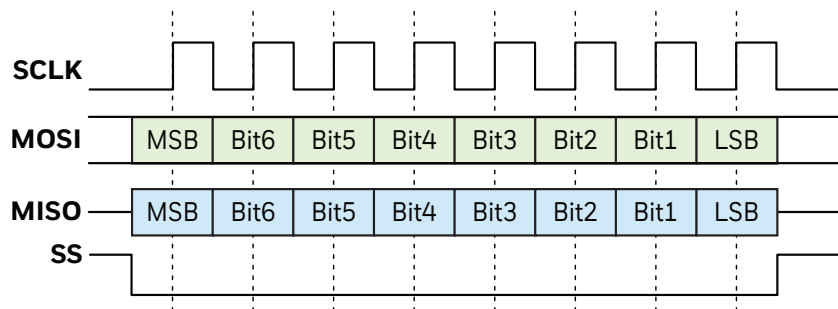 SCLK
MOSI MSB Bit6 Bit5 Bit4 Bit3 Bit2 Bit1 LSB
MISO MSB Bit6 Bit5 Bit4 Bit3 Bit2 Bit1 LSB
SS